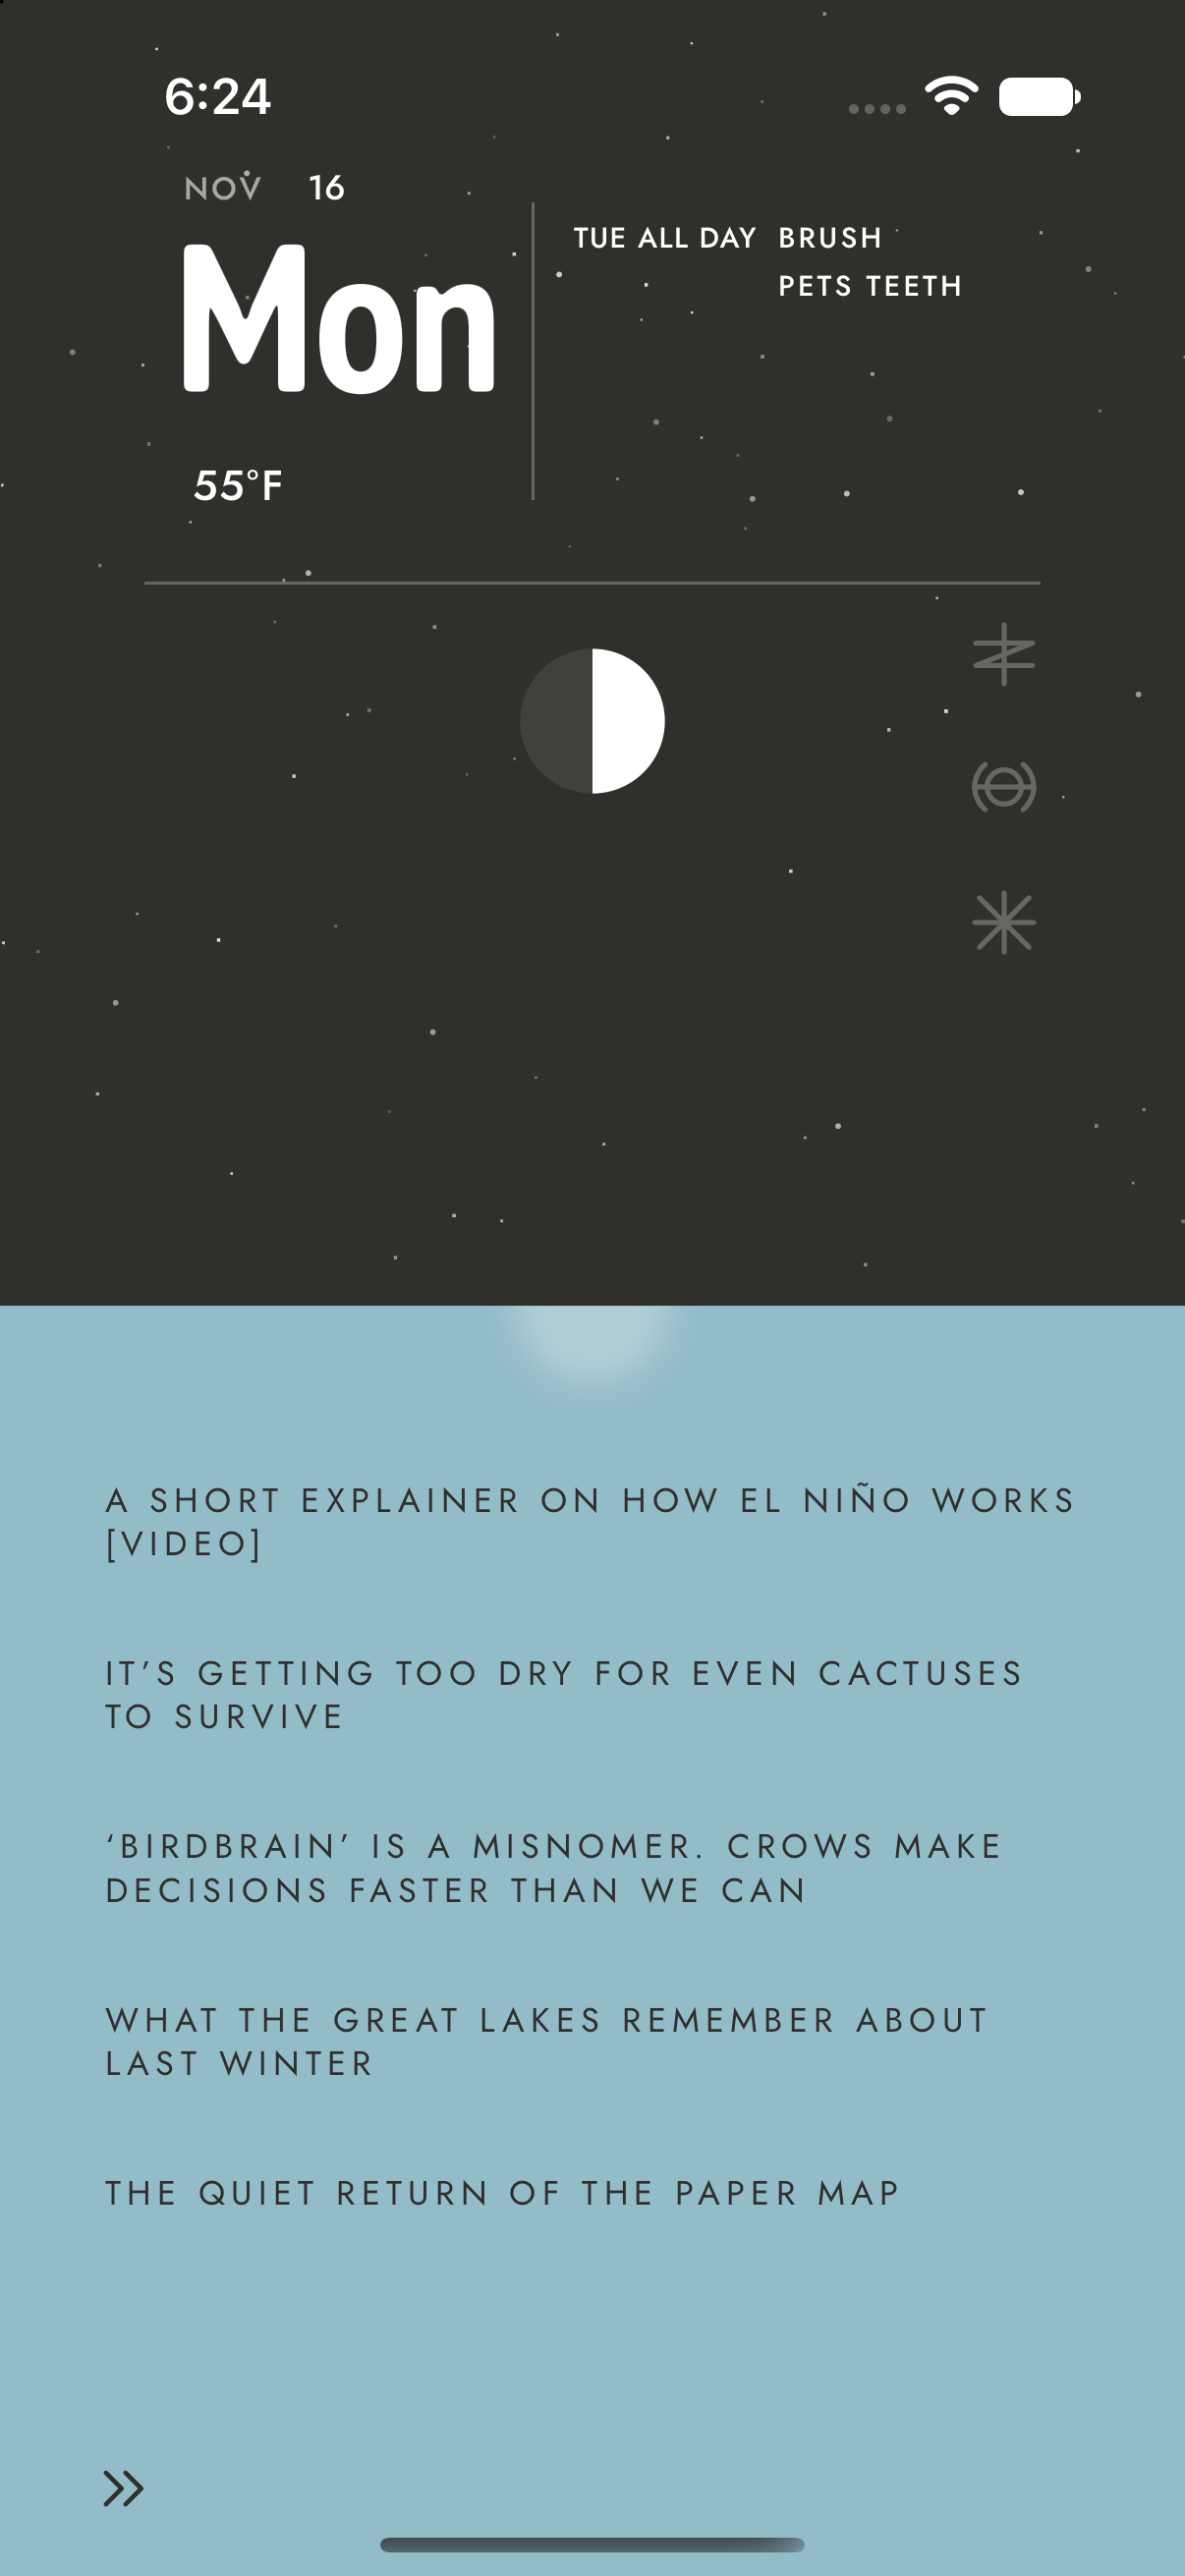 6:24
NOV 16
Mon
55°F
TUE ALL DAY BRUSH
PETS TEETH
A SHORT EXPLAINER ON HOW EL NIÑO WORKS
[VIDEO]
IT’S GETTING TOO DRY FOR EVEN CACTUSES
TO SURVIVE
‘BIRDBRAIN’ IS A MISNOMER. CROWS MAKE
DECISIONS FASTER THAN WE CAN
WHAT THE GREAT LAKES REMEMBER ABOUT
LAST WINTER
THE QUIET RETURN OF THE PAPER MAP